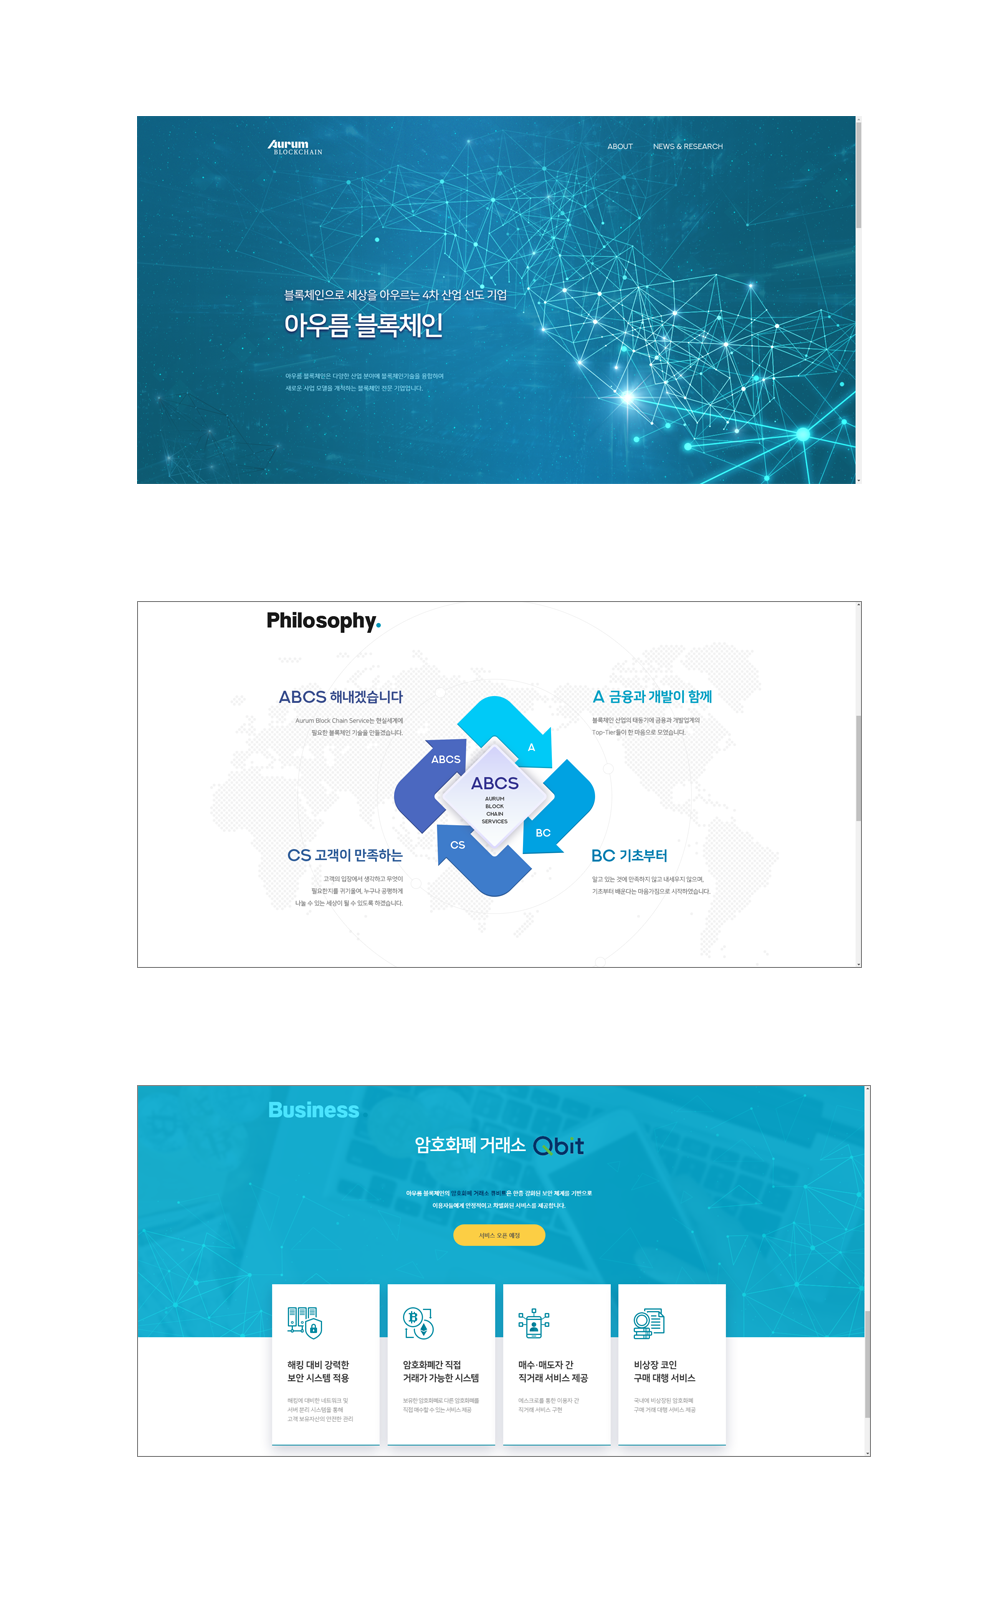 Aurum
BLOCKCHAIN
ABOUT
NEWS & RESEARCH
블록체인으로 세상을 아우르는 4차 산업 선도 기업
아우름 블록체인
아우름 블록체인은 다양한 산업 분야에 블록체인기술을 융합하여
새로운 사업 모델을 개척하는 블록체인 전문 기업입니다.
Philosophy.
ABCS 해내겠습니다
Aurum Block Chain Service는 현실세계에
필요한 블록체인 기술을 만들겠습니다.
A 금융과 개발이 함께
블록체인 산업의 태동기에 금융과 개발업계의
Top-Tier들이 한 마음으로 모였습니다.
A
ABCS
ABCS
AURUM
BLOCK
CHAIN
SERVICES
BC
CS
CS 고객이 만족하는
고객의 입장에서 생각하고 무엇이
필요한지를 귀기울여, 누구나 공평하게
나눌 수 있는 세상이 될 수 있도록 하겠습니다.
BC 기초부터
알고 있는 것에 만족하지 않고 내세우지 않으며,
기초부터 배운다는 마음가짐으로 시작하였습니다.
Business
암호화폐 거래소 Qbit
아우름 블록체인의 암호화폐 거래소 큐비트은 한층 강화된 보안 체계를 기반으로
이용자들에게 안정적이고 차별화된 서비스를 제공합니다.
서비스 오픈 예정
해킹 대비 강력한
보안 시스템 적용
해킹에 대비한 네트워크 및
서버 분리 시스템을 통해
고객 보유자산의 안전한 관리
암호화폐간 직접
거래가 가능한 시스템
보유한 암호화폐로 다른 암호화폐를
직접 매수할 수 있는 서비스 제공
매수·매도자 간
직거래 서비스 제공
에스크로를 통한 이용자 간
직거래 서비스 구현
비상장 코인
구매 대행 서비스
국내에 비상장된 암호화폐
구매 거래 대행 서비스 제공